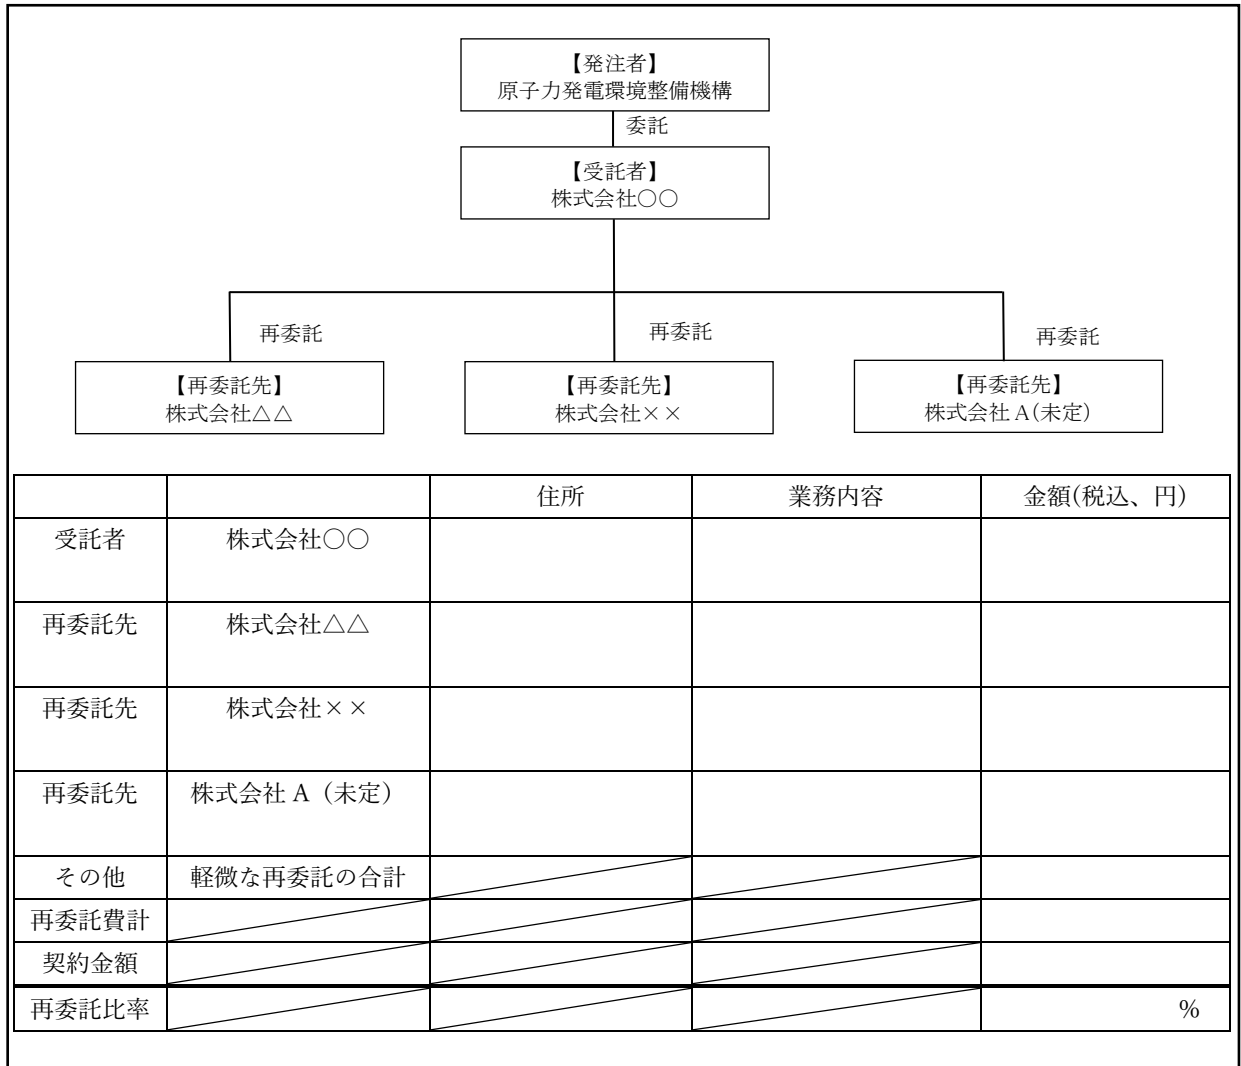 【発注者】
原子力発電環境整備機構
委託
【受託者】
株式会社〇〇
再委託
再委託
再委託
【再委託先】
株式会社△△
【再委託先】
株式会社××
【再委託先】
株式会社A(未定)
住所 業務内容 金額(税込、円)
受託者 株式会社〇〇
再委託先 株式会社△△
再委託先 株式会社××
再委託先 株式会社A（未定）
その他 軽微な再委託の合計
再委託費計
契約金額
再委託比率 %